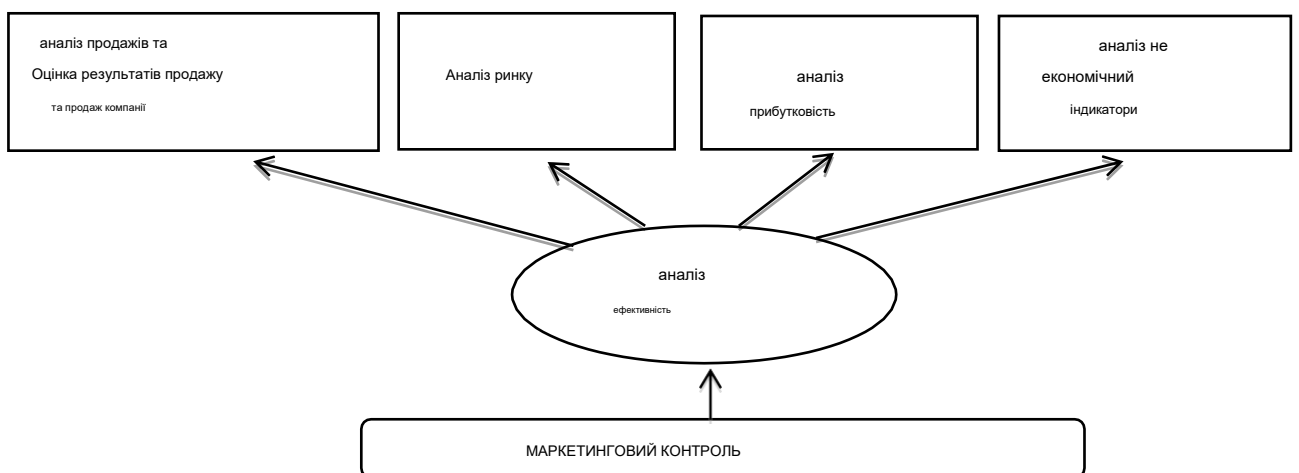 аналіз продажів та
Оцінка результатів продажу
та продаж компанії
Аналіз ринку
аналіз
прибутковість
аналіз не
економічний
індикатори
аналіз
ефективність
МАРКЕТИНГОВИЙ КОНТРОЛЬ